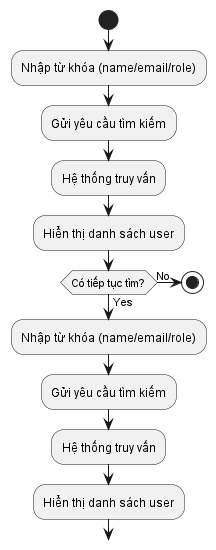 Nhập từ khóa (name/email/role)
Gửi yêu cầu tìm kiếm
Hệ thống truy vấn
Hiển thị danh sách user
Có tiếp tục tìm?
No
Yes
Nhập từ khóa (name/email/role)
Gửi yêu cầu tìm kiếm
Hệ thống truy vấn
Hiển thị danh sách user